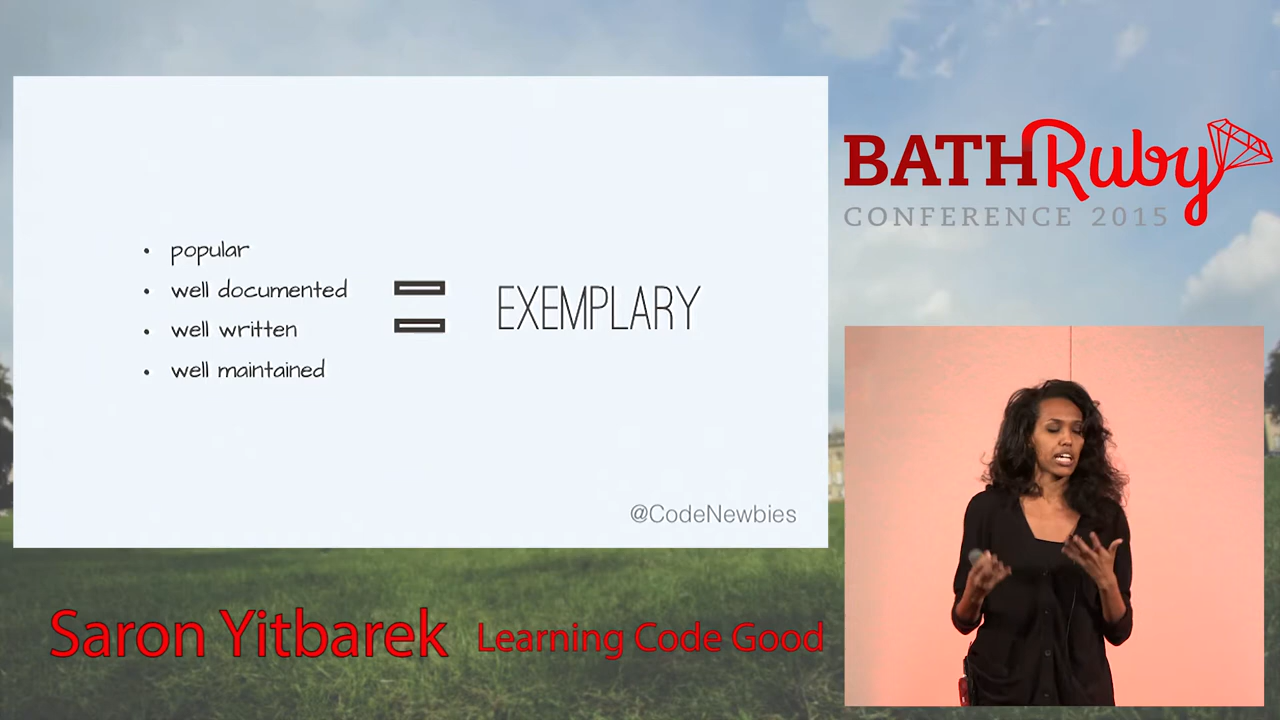 • popular
• well documented
• well written
• well maintained
= EXEMPLARY
@CodeNewbies
BATHRuby
CONFERENCE 2015
Saron Yitbarek Learning Code Good